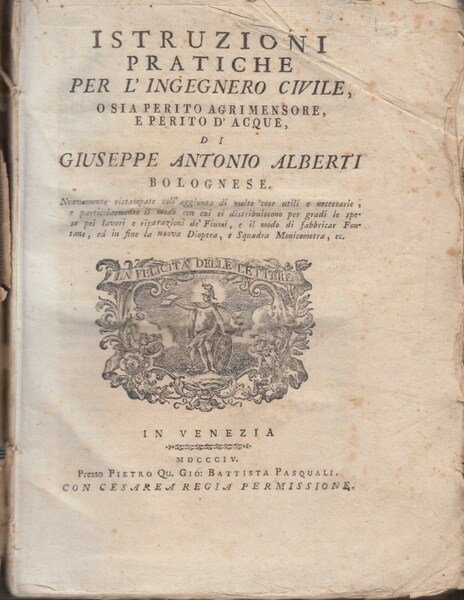 ISTRUZIONI
PRATICHE
PER L'INGEGNERO CIVILE,
O SIA PERITO AGRIMENSORE,
E PERITO D'ACQUE,
DI
GIUSEPPE ANTONIO ALBERTI
BOLOGNESE.
Nuovamente ristampate coll' aggiunta di molte cose utili e necessarie,
e particolarmente il modo con cui si distribuiscono per gradi le spe-
se pei lavori e riparazioni de' Fiumi, e il modo di fabbricar Fon-
tane, ed in fine la nuova Dioptra, e Squadra Monicometra, ec.
LA FELICITA DELLE LETTERE
IN VENEZIA
MDCCCIV.
Presso PIETRO QU. GIO: BATTISTA PASQUALI.
CON CESAREA REGIA PERMISSIONE.